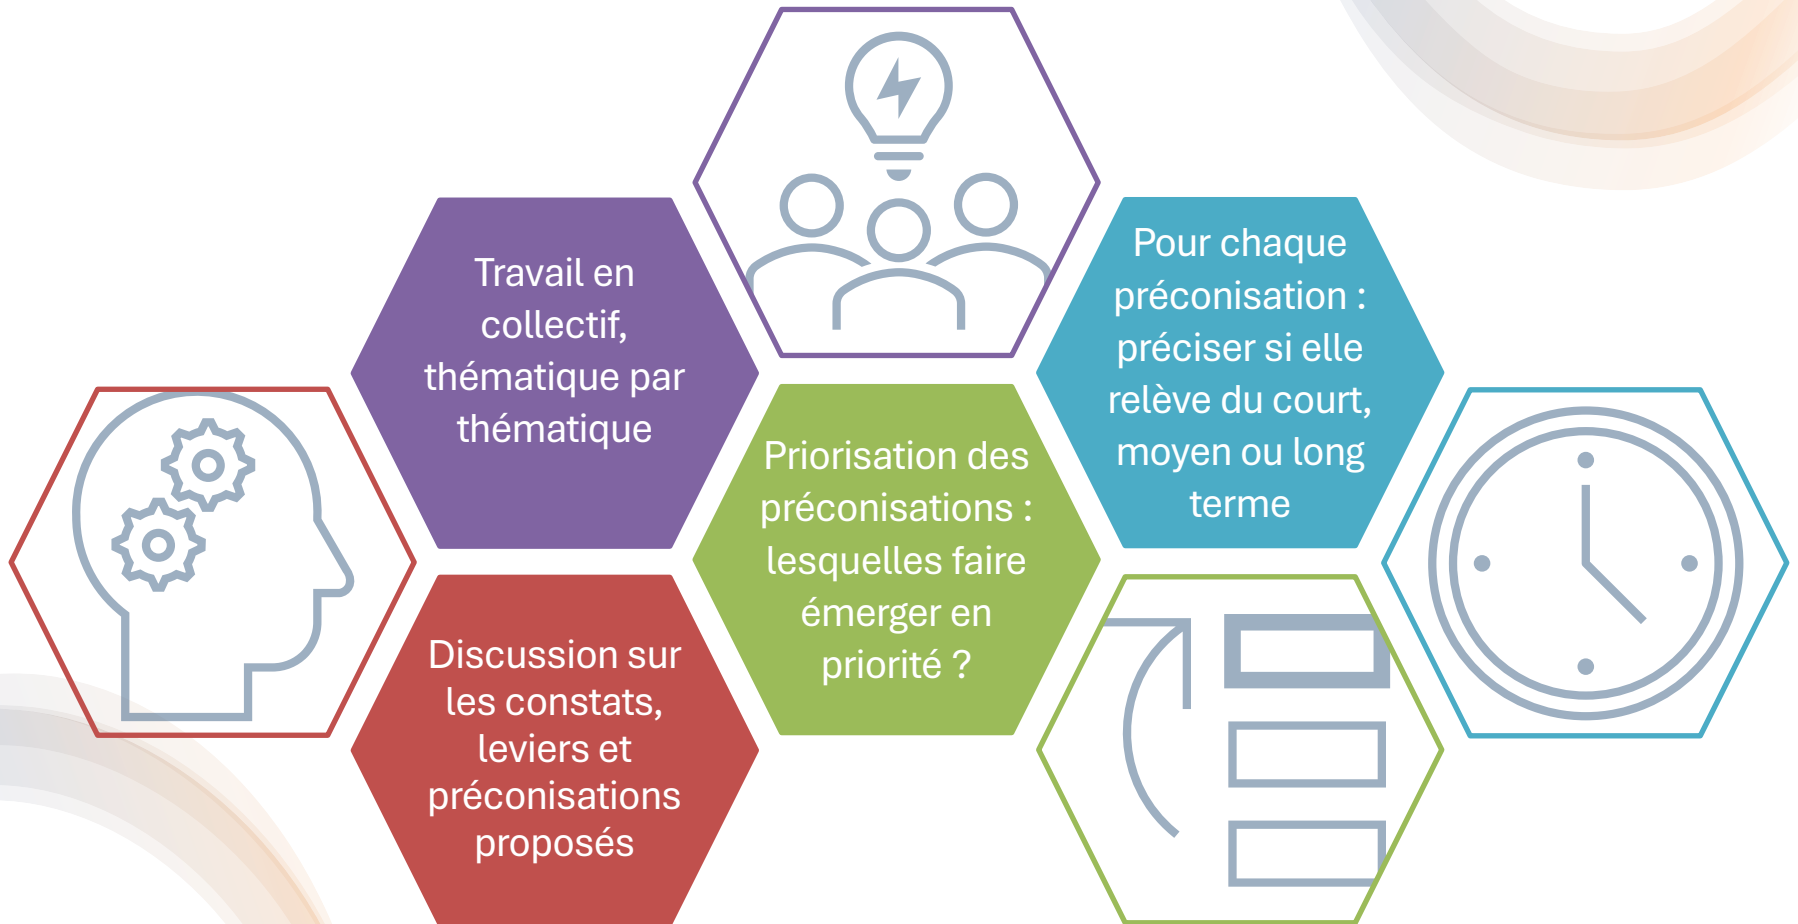 Travail en
collectif,
thématique par
thématique
Discussion sur
les constats,
leviers et
préconisations
proposés
Priorisation des
préconisations :
lesquelles faire
émerger en
priorité ?
Pour chaque
préconisation :
préciser si elle
relève du court,
moyen ou long
terme